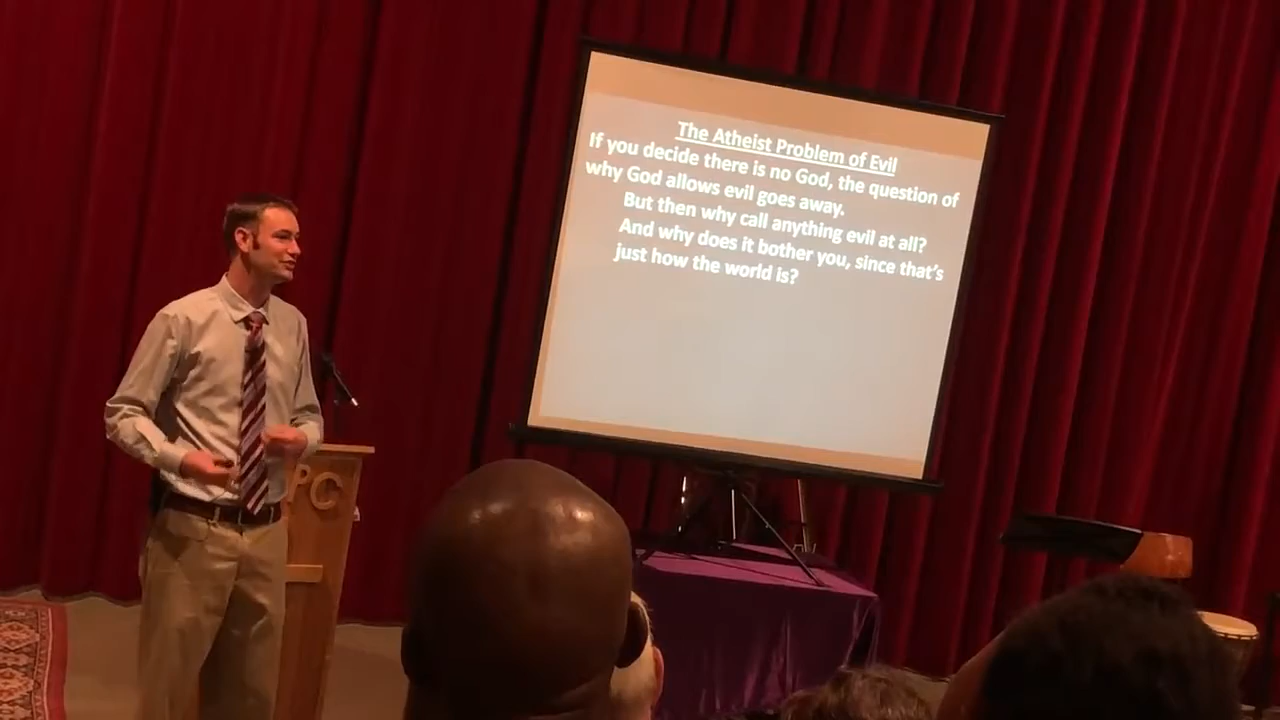 The Atheist Problem of Evil
If you decide there is no God, the question of
why God allows evil goes away.
But then why call anything evil at all?
And why does it bother you, since that's
just how the world is?
PC